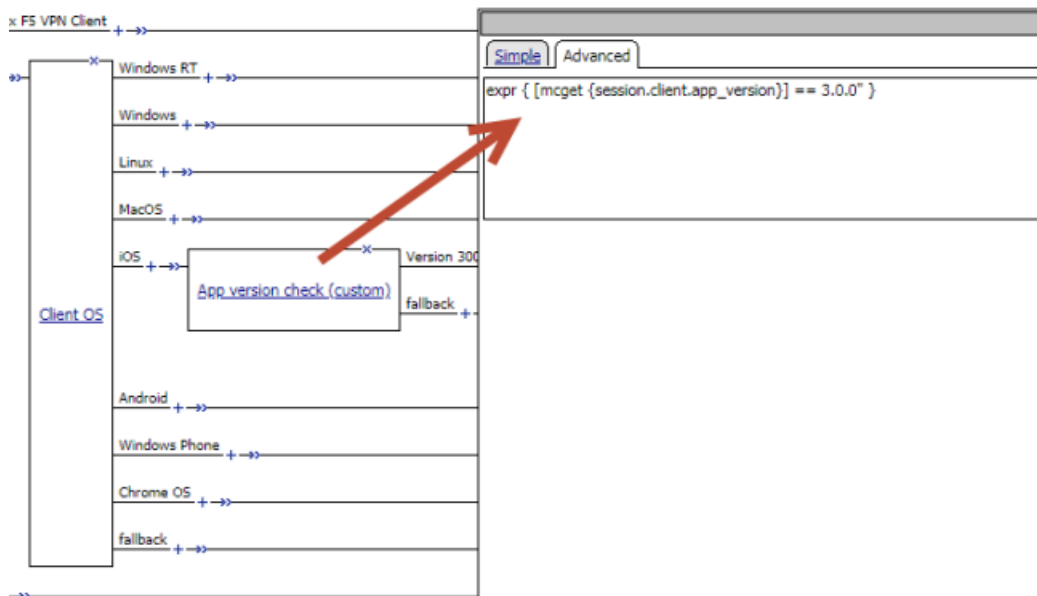 x F5 VPN Client
Simple
Advanced
expr { [mcget {session.client.app_version}] == 3.0.0" }
Windows RT
Windows
Linux
MacOS
iOS
App version check (custom)
Version 300
fallback
Client OS
Android
Windows Phone
Chrome OS
fallback